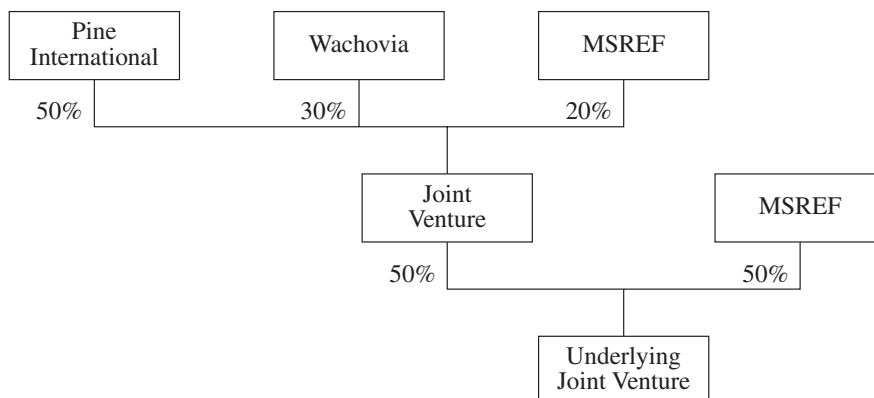 Pine
International
Wachovia
MSREF
50%
30%
20%
Joint
Venture
MSREF
50%
50%
Underlying
Joint Venture